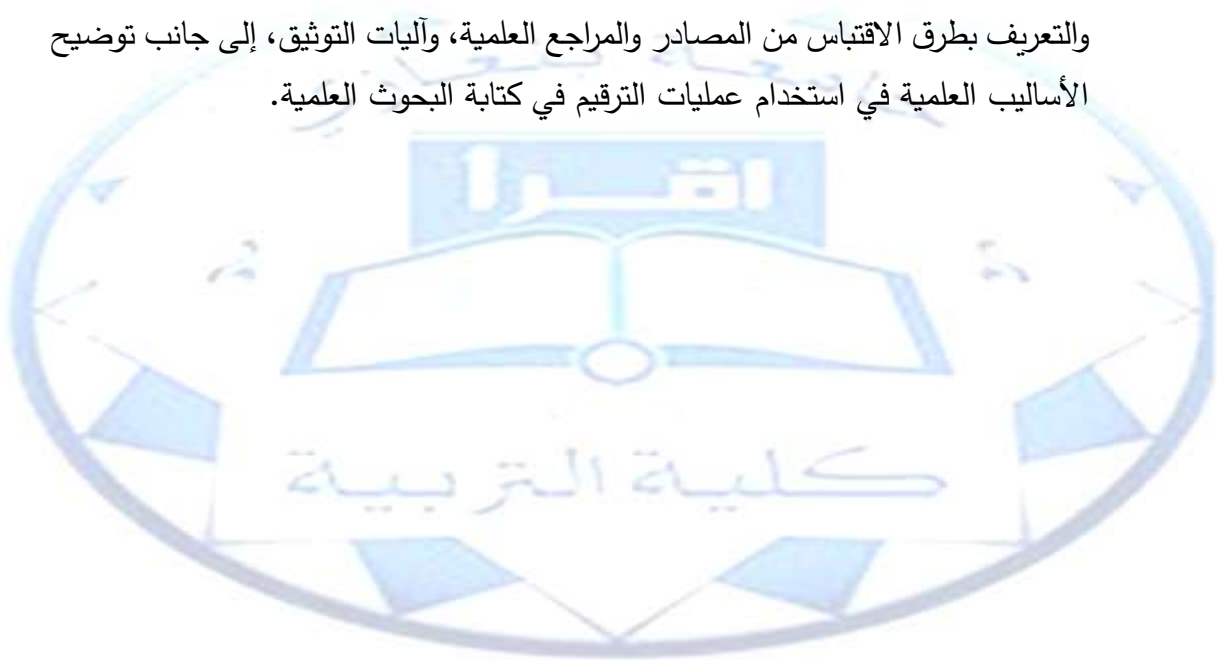 والتعريف بطرق الاقتباس من المصادر والمراجع العلمية، وآليات التوثيق، إلى جانب توضيح
الأساليب العلمية في استخدام عمليات الترقيم في كتابة البحوث العلمية.
اقرأ
كلية التربية